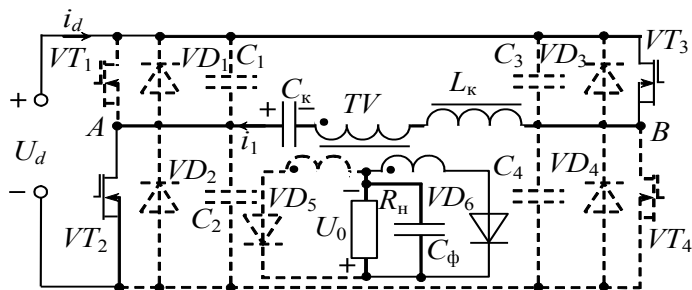 i_d
VT_1 VD_1 C_1 C_3 VD_3 VT_3
+ C_к + − TV L_к
A i_1 B
U_d
− VD_2 C_4 VD_4
VD_5 − R_н VD_6
C_2 U_0
VT_2 + C_ф VT_4